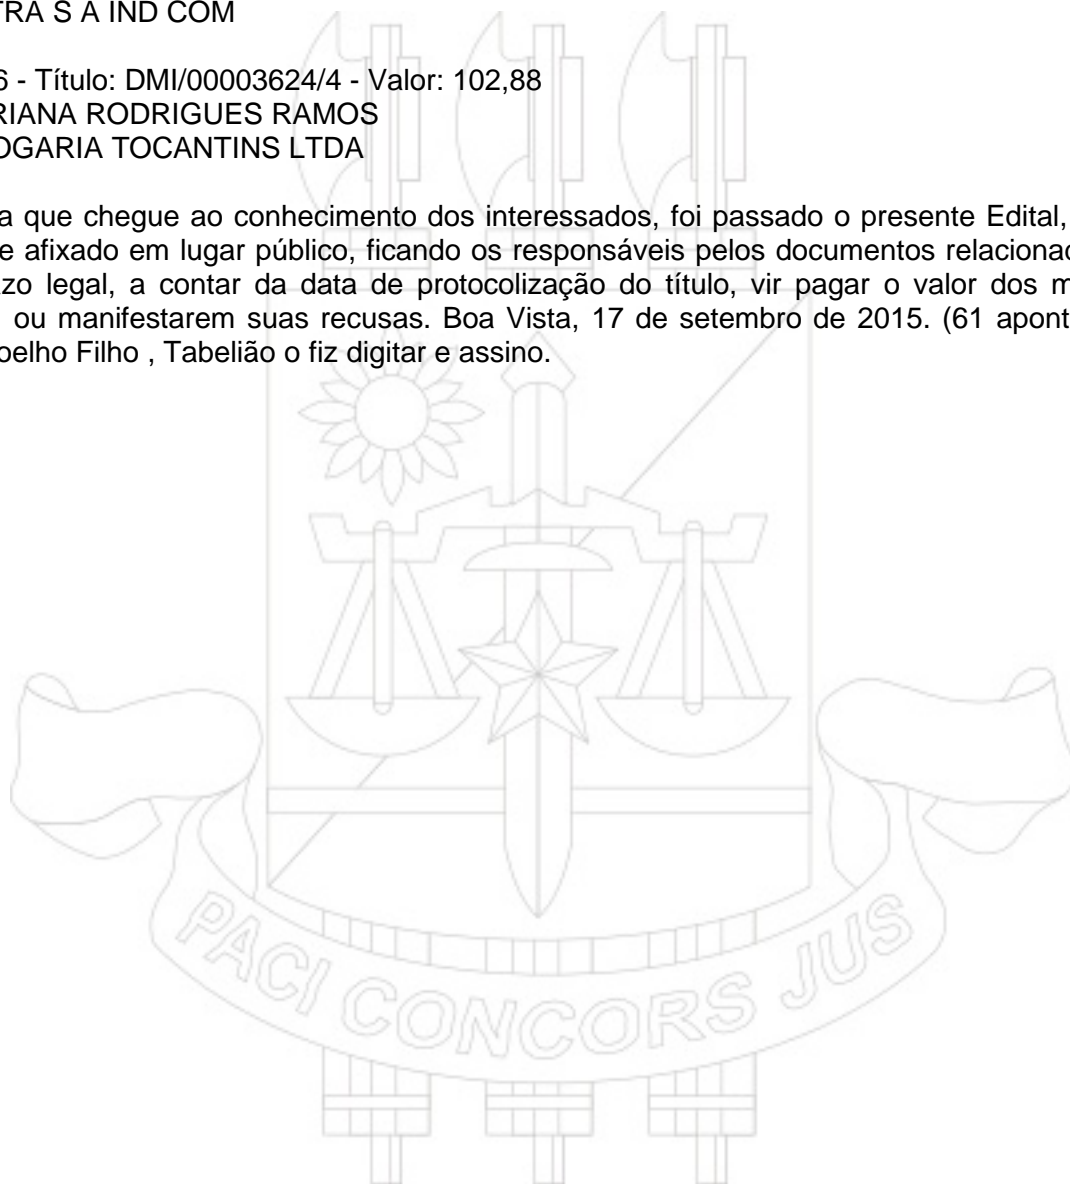 TRA S A IND COM
6 - Título: DMI/00003624/4 - Valor: 102,88
RIANA RODRIGUES RAMOS
OGARIA TOCANTINS LTDA
a que chegue ao conhecimento dos interessados, foi passado o presente Edital,
e afixado em lugar público, ficando os responsáveis pelos documentos relacionad
zo legal, a contar da data de protocolização do título, vir pagar o valor dos m
ou manifestarem suas recusas. Boa Vista, 17 de setembro de 2015. (61 apont
oelho Filho , Tabelião o fiz digitar e assino.
PACI CONCORS JUS